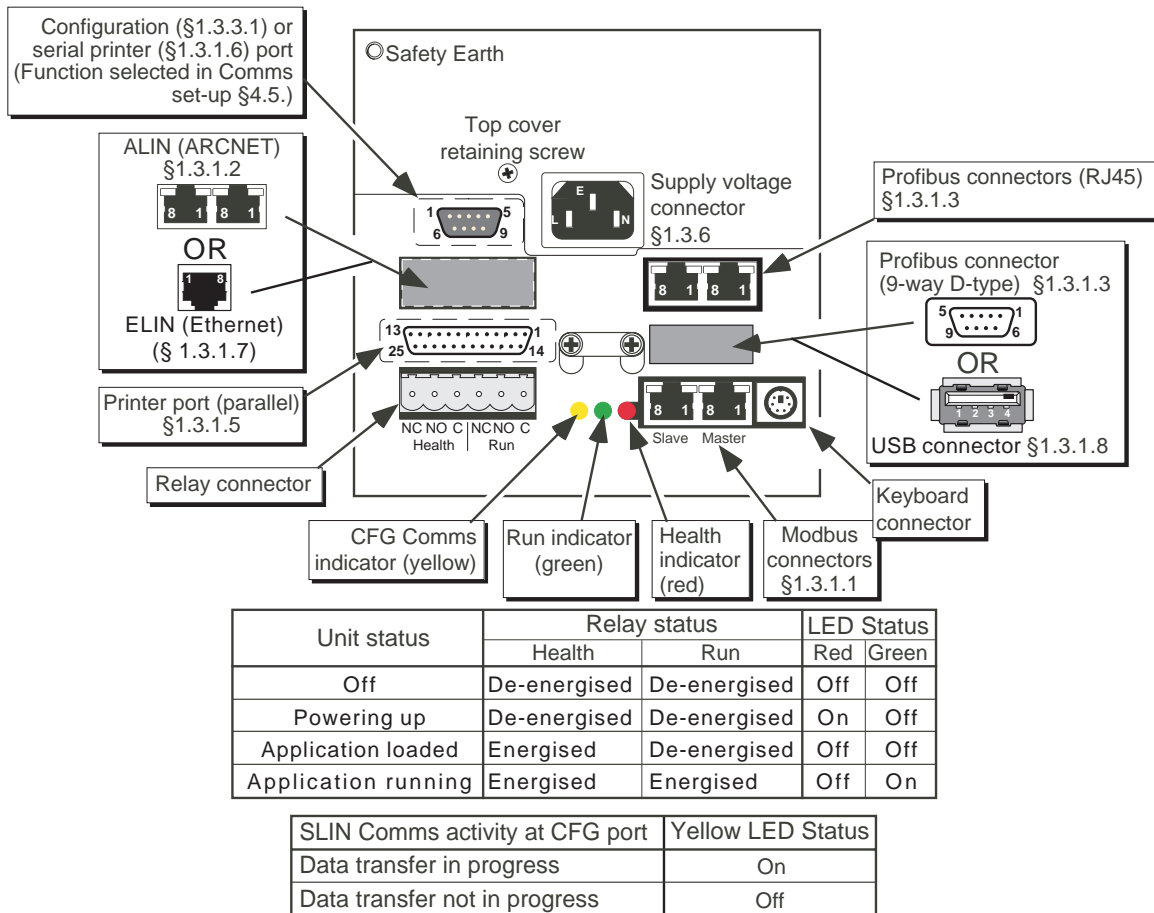 Configuration (§1.3.3.1) or
serial printer (§1.3.1.6) port
(Function selected in Comms
set-up §4.5.)
Safety Earth
Top cover
retaining screw
ALIN (ARCNET)
§1.3.1.2
8 1 8 1
OR
1 8
ELIN (Ethernet)
(§ 1.3.1.7)
1 5
6 9
E
L N
Supply voltage
connector
§1.3.6
Profibus connectors (RJ45)
§1.3.1.3
8 1 8 1
Profibus connector
(9-way D-type) §1.3.1.3
5 1
9 6
OR
1 2 3 4
USB connector §1.3.1.8
13 1
25 14
Printer port (parallel)
§1.3.1.5
NC NO C NC NO C
Health Run
8 1 8 1
Slave Master
Relay connector
CFG Comms
indicator (yellow)
Run indicator
(green)
Health
indicator
(red)
Modbus
connectors
§1.3.1.1
Keyboard
connector
Unit status Relay status LED Status
Health Run Red Green
Off De-energised De-energised Off Off
Powering up De-energised De-energised On Off
Application loaded Energised De-energised Off Off
Application running Energised Energised Off On
SLIN Comms activity at CFG port Yellow LED Status
Data transfer in progress On
Data transfer not in progress Off